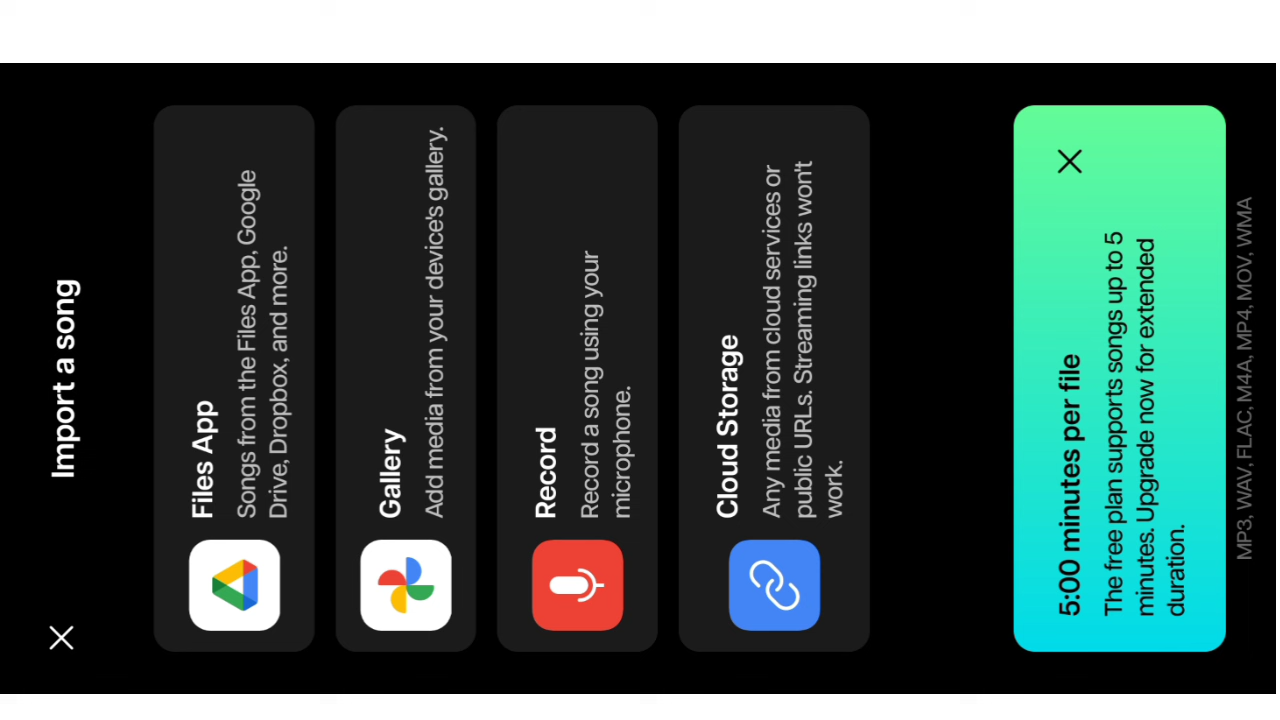 Import a song
Files App
Songs from the Files App, Google
Drive, Dropbox, and more.
Gallery
Add media from your device's gallery.
Record
Record a song using your
microphone.
Cloud Storage
Any media from cloud services or
public URLs. Streaming links won't
work.
5:00 minutes per file
The free plan supports songs up to 5
minutes. Upgrade now for extended
duration.
MP3, WAV, FLAC, M4A, MP4, MOV, WMA